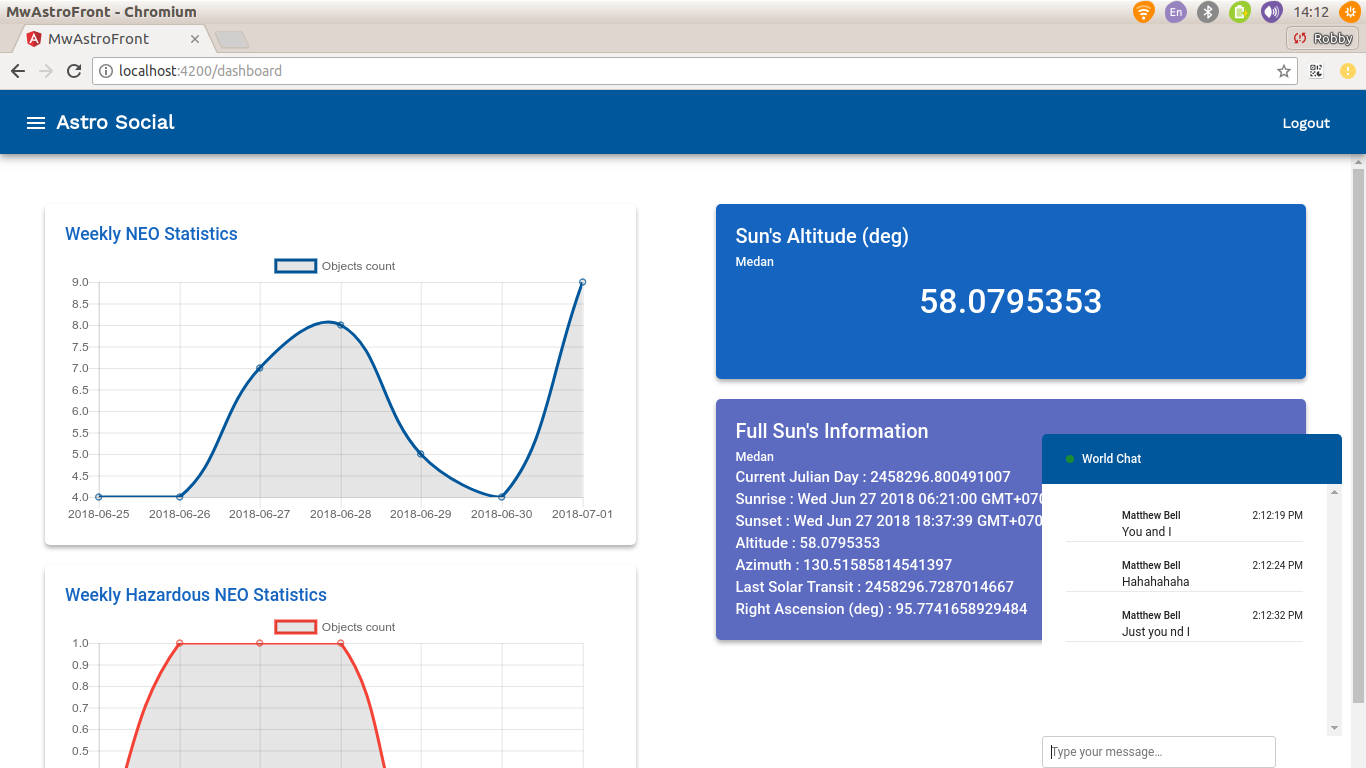 MwAstroFront - Chromium
En
14:12
MwAstroFront
Robby
localhost:4200/dashboard
Astro Social
Logout
Weekly NEO Statistics
Objects count
9.0
8.5
8.0
7.5
7.0
6.5
6.0
5.5
5.0
4.5
4.0
2018-06-25 2018-06-26 2018-06-27 2018-06-28 2018-06-29 2018-06-30 2018-07-01
Weekly Hazardous NEO Statistics
Objects count
1.0
0.9
0.8
0.7
0.6
0.5
Sun's Altitude (deg)
Medan
58.0795353
Full Sun's Information
Medan
Current Julian Day : 2458296.800491007
Sunrise : Wed Jun 27 2018 06:21:00 GMT+070
Sunset : Wed Jun 27 2018 18:37:39 GMT+070
Altitude : 58.0795353
Azimuth : 130.51585814541397
Last Solar Transit : 2458296.7287014667
Right Ascension (deg) : 95.7741658929484
World Chat
Matthew Bell 2:12:19 PM
You and I
Matthew Bell 2:12:24 PM
Hahahahaha
Matthew Bell 2:12:32 PM
Just you nd I
Type your message...